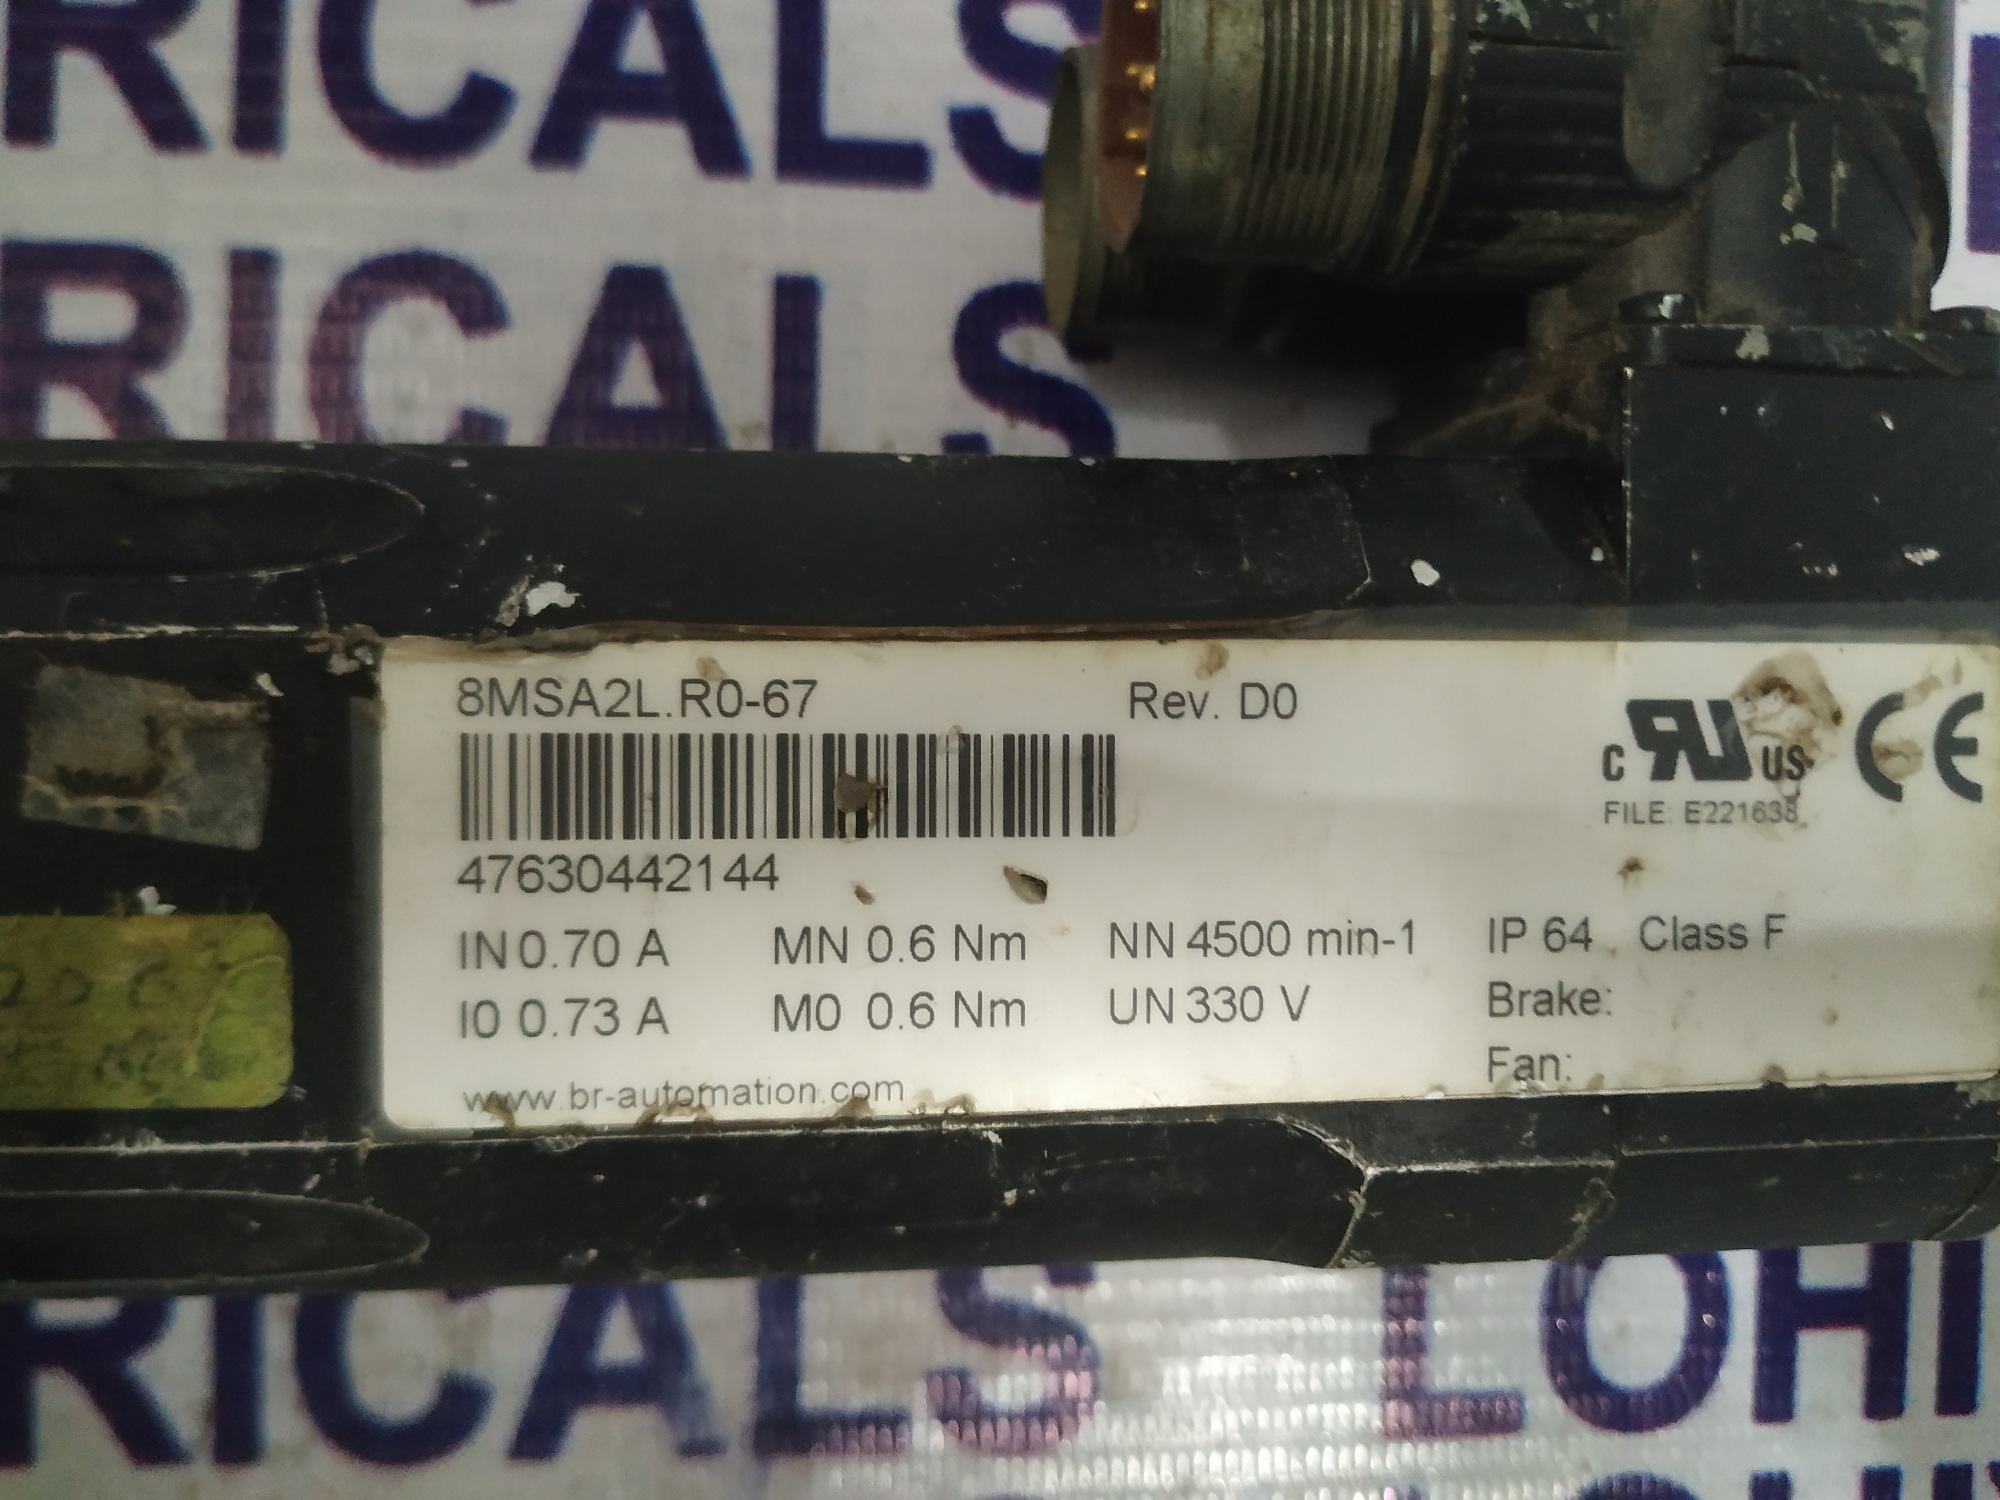 RICALS
RICALS
8MSA2L.R0-67 Rev. D0
C RU US CE
FILE: E221638
47630442144
IN 0.70 A MN 0.6 Nm NN 4500 min-1 IP 64 Class F
I0 0.73 A M0 0.6 Nm UN 330 V Brake:
Fan:
www.br-automation.com
RICALS LOHI